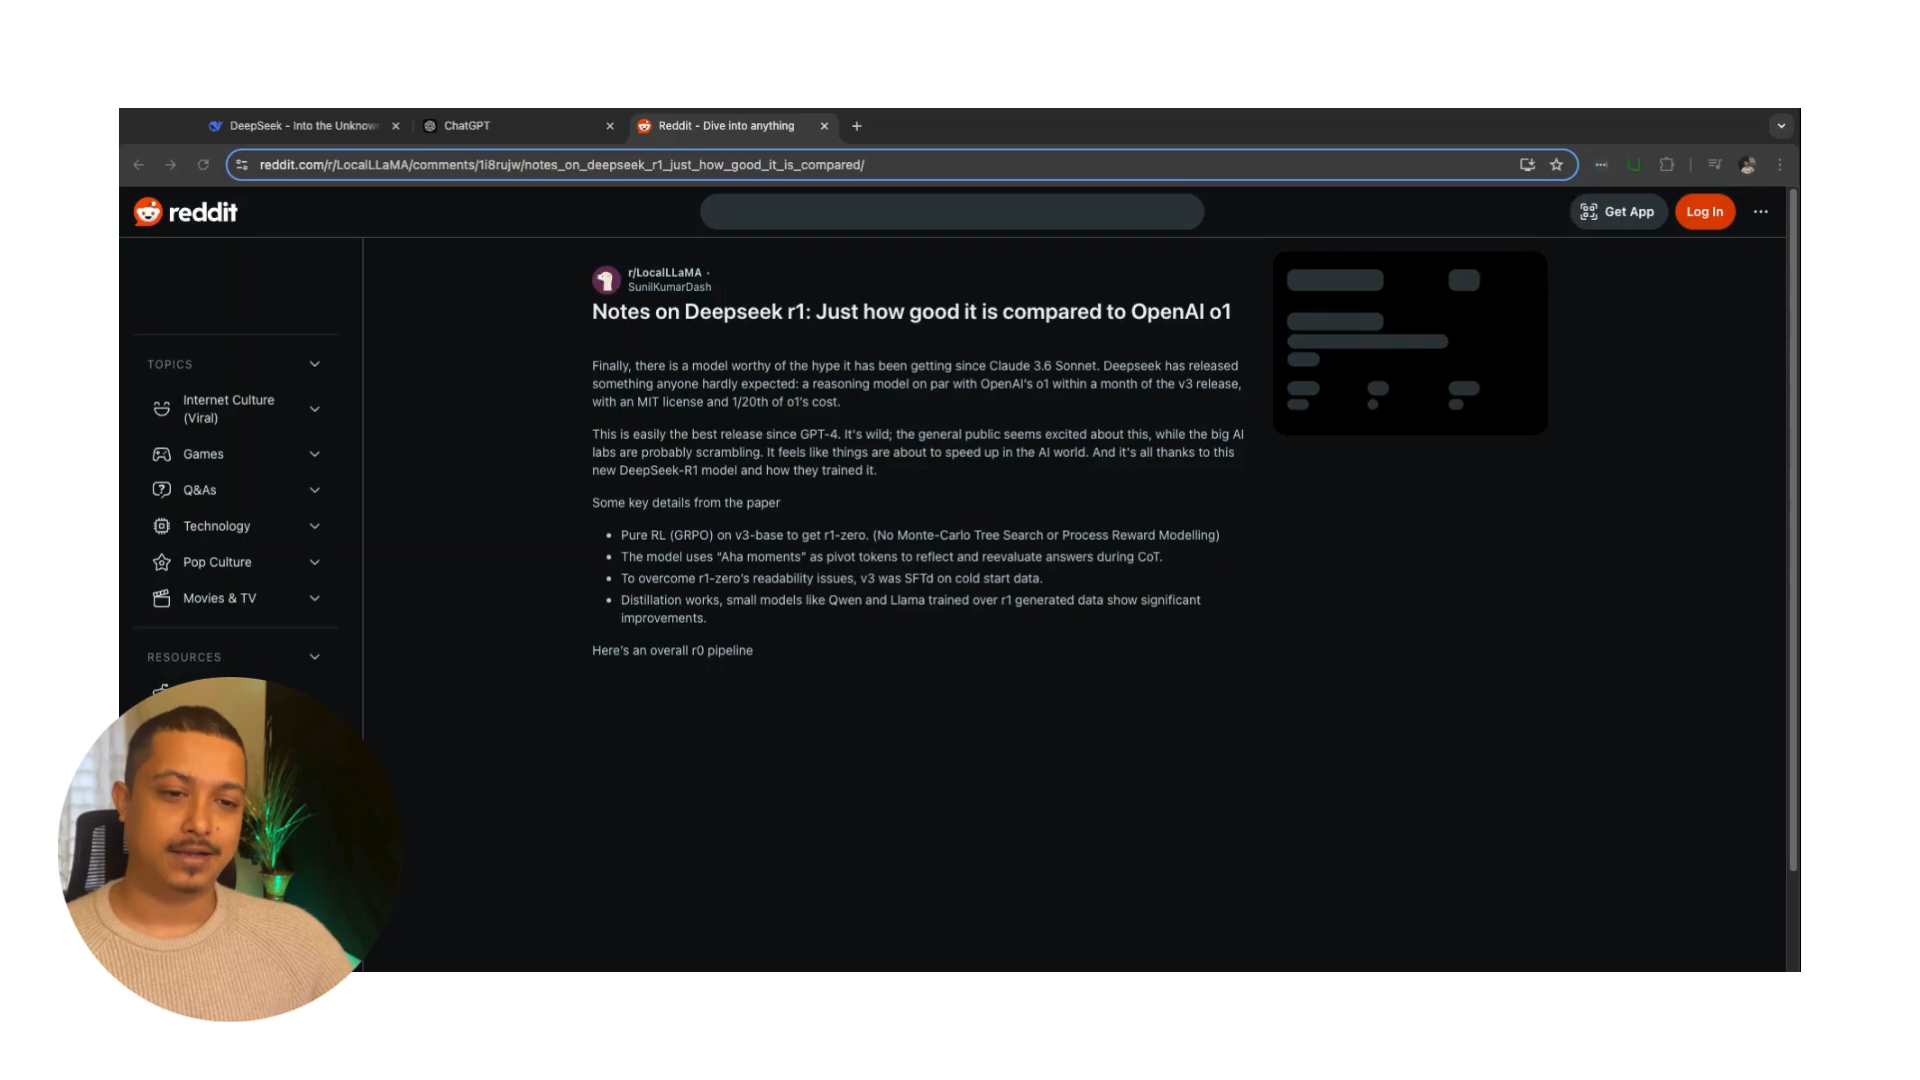 DeepSeek - Into the Unknown
ChatGPT
Reddit - Dive into anything
reddit.com/r/LocalLLaMA/comments/1i8rujw/notes_on_deepseek_r1_just_how_good_it_is_compared/
reddit
Get App
Log In
r/LocalLLaMA ·
SunilKumarDash
Notes on Deepseek r1: Just how good it is compared to OpenAI o1
TOPICS
Internet Culture
(Viral)
Games
Q&As
Technology
Pop Culture
Movies & TV
RESOURCES
Finally, there is a model worthy of the hype it has been getting since Claude 3.6 Sonnet. Deepseek has released
something anyone hardly expected: a reasoning model on par with OpenAI's o1 within a month of the v3 release,
with an MIT license and 1/20th of o1's cost.
This is easily the best release since GPT-4. It's wild; the general public seems excited about this, while the big AI
labs are probably scrambling. It feels like things are about to speed up in the AI world. And it's all thanks to this
new DeepSeek-R1 model and how they trained it.
Some key details from the paper
• Pure RL (GRPO) on v3-base to get r1-zero. (No Monte-Carlo Tree Search or Process Reward Modelling)
• The model uses “Aha moments” as pivot tokens to reflect and reevaluate answers during CoT.
• To overcome r1-zero's readability issues, v3 was SFTd on cold start data.
• Distillation works, small models like Qwen and Llama trained over r1 generated data show significant
improvements.
Here's an overall r0 pipeline